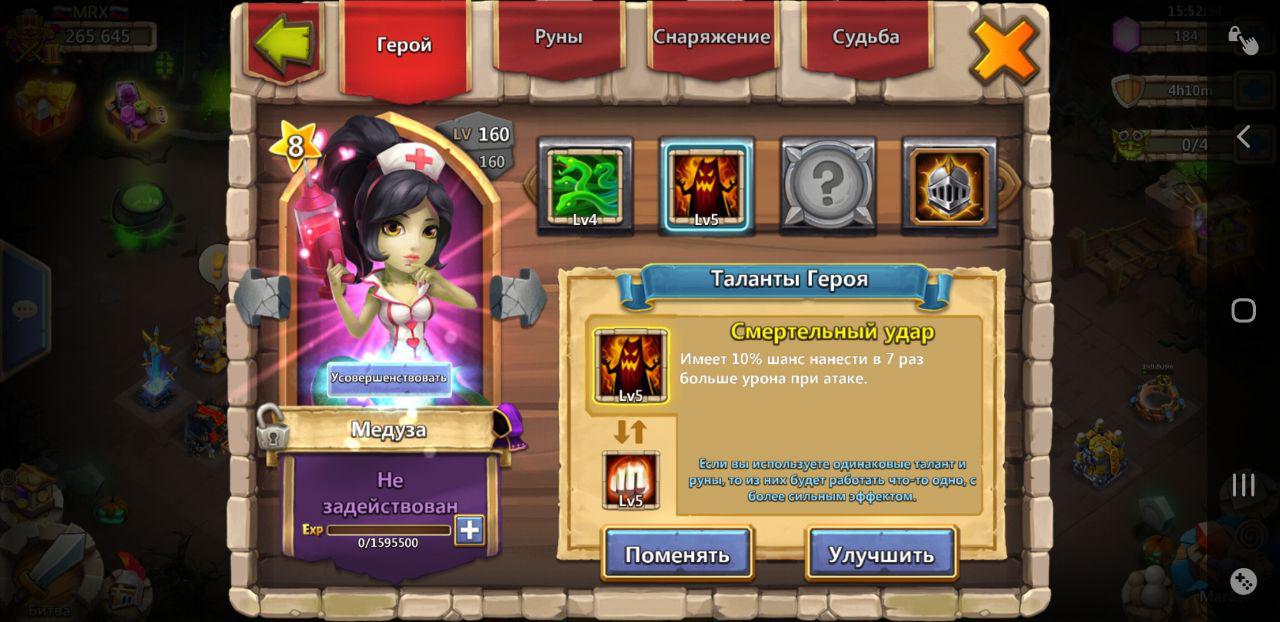 MRX
265 645
Герой
Руны
Снаряжение
Судьба
15:52:34
184
4h10m
0/4
8
LV 160
160
Lv4
Lv5
Таланты Героя
Смертельный удар
Имеет 10% шанс нанести в 7 раз
больше урона при атаке.
Lv5
Lv5
Если вы используете одинаковые талант и
руны, то из них будет работать что-то одно, с
более сильным эффектом.
Усовершенствовать
Медуза
Не
задействован
Exp
0/1595500
Поменять
Улучшить
Битва